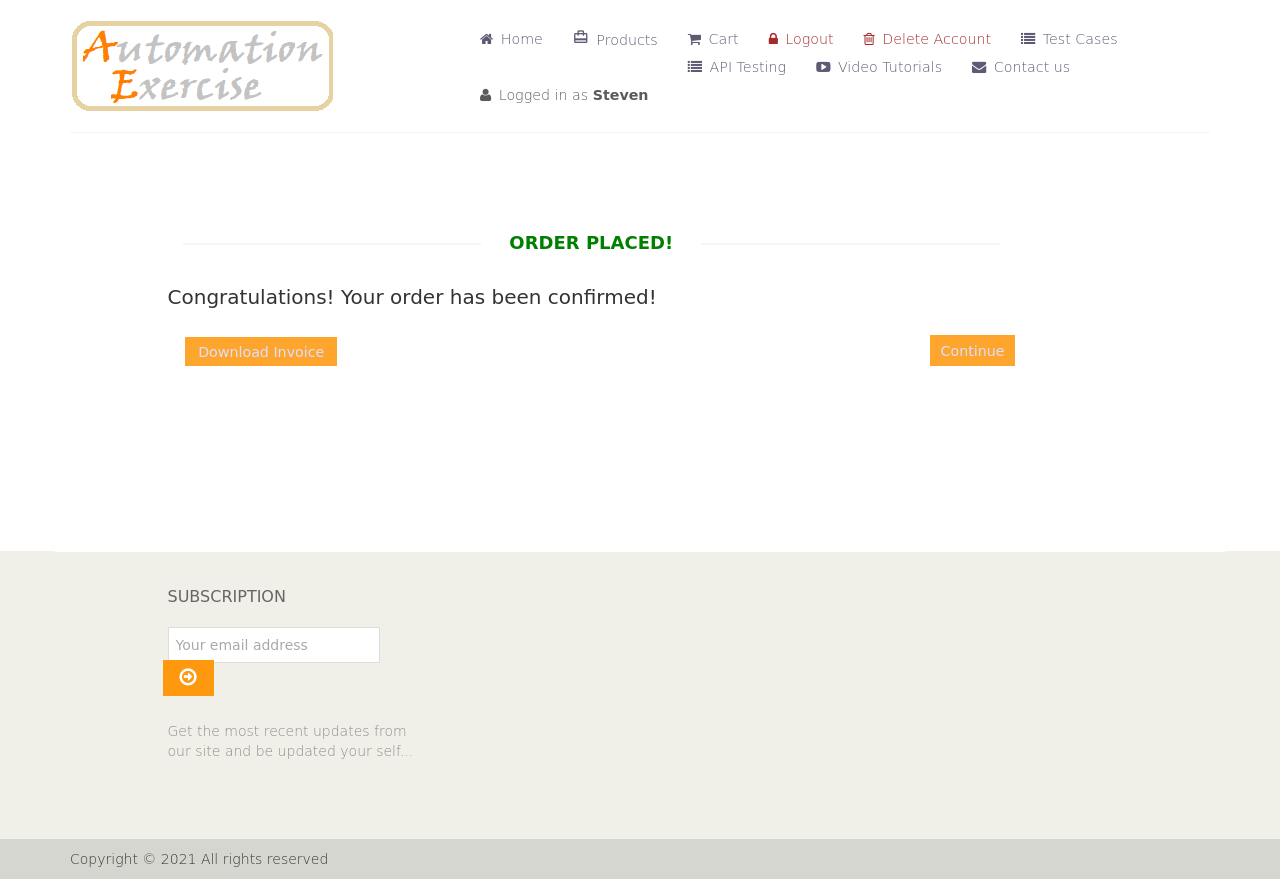 Automation
Exercise
Home Products Cart Logout Delete Account Test Cases
API Testing Video Tutorials Contact us
Logged in as Steven
ORDER PLACED!
Congratulations! Your order has been confirmed!
Download Invoice Continue
SUBSCRIPTION
Your email address
Get the most recent updates from
our site and be updated your self...
Copyright © 2021 All rights reserved